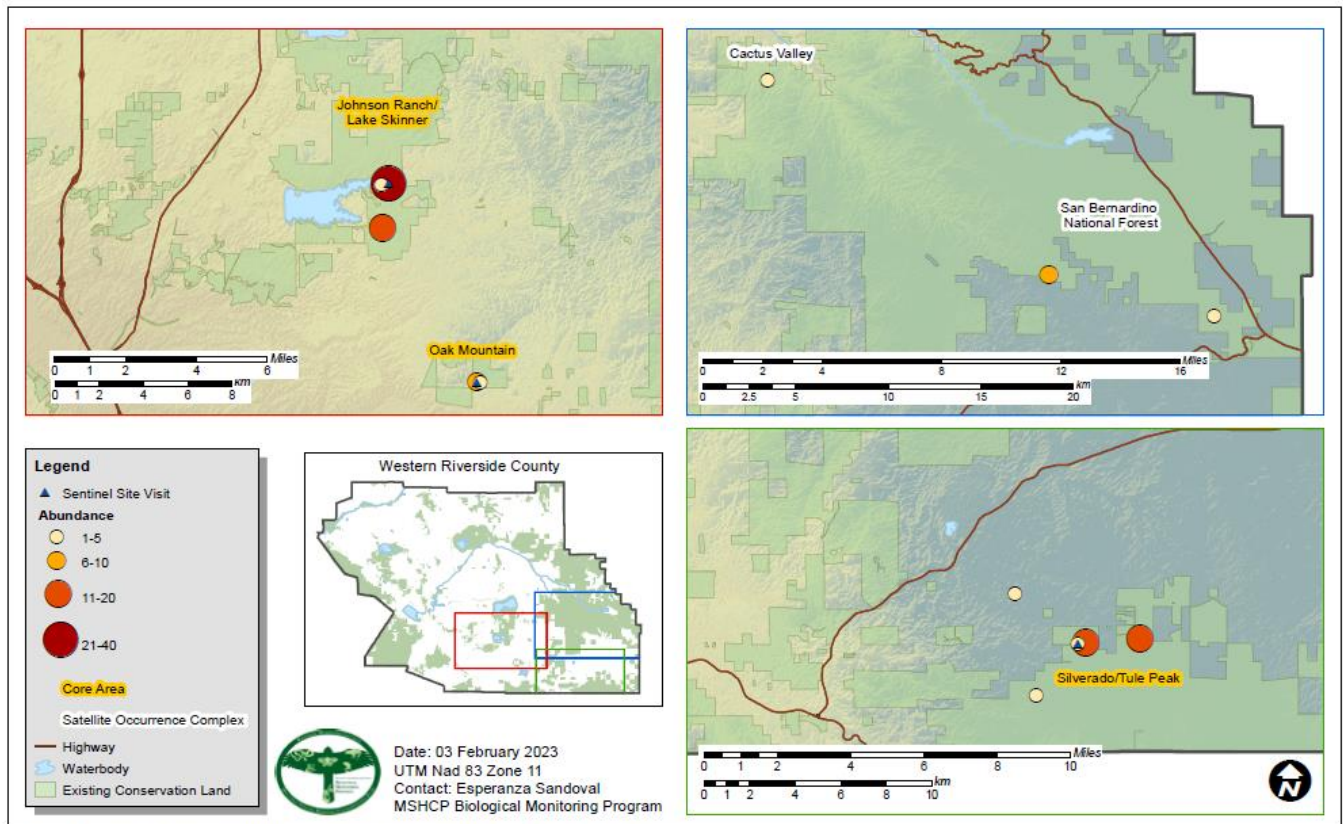 Johnson Ranch/
Lake Skinner
Oak Mountain
0 1 2 4 6 Miles
0 1 2 4 6 8 km
Cactus Valley
San Bernardino
National Forest
0 2 4 8 12 16 Miles
0 2.5 5 10 15 20 km
Legend
Sentinel Site Visit
Abundance
1-5
6-10
11-20
21-40
Core Area
Satellite Occurrence Complex
Highway
Waterbody
Existing Conservation Land
Western Riverside County
Date: 03 February 2023
UTM Nad 83 Zone 11
Contact: Esperanza Sandoval
MSHCP Biological Monitoring Program
Silverado/Tule Peak
0 1 2 4 6 8 10 Miles
0 1 2 4 6 8 10 km
N